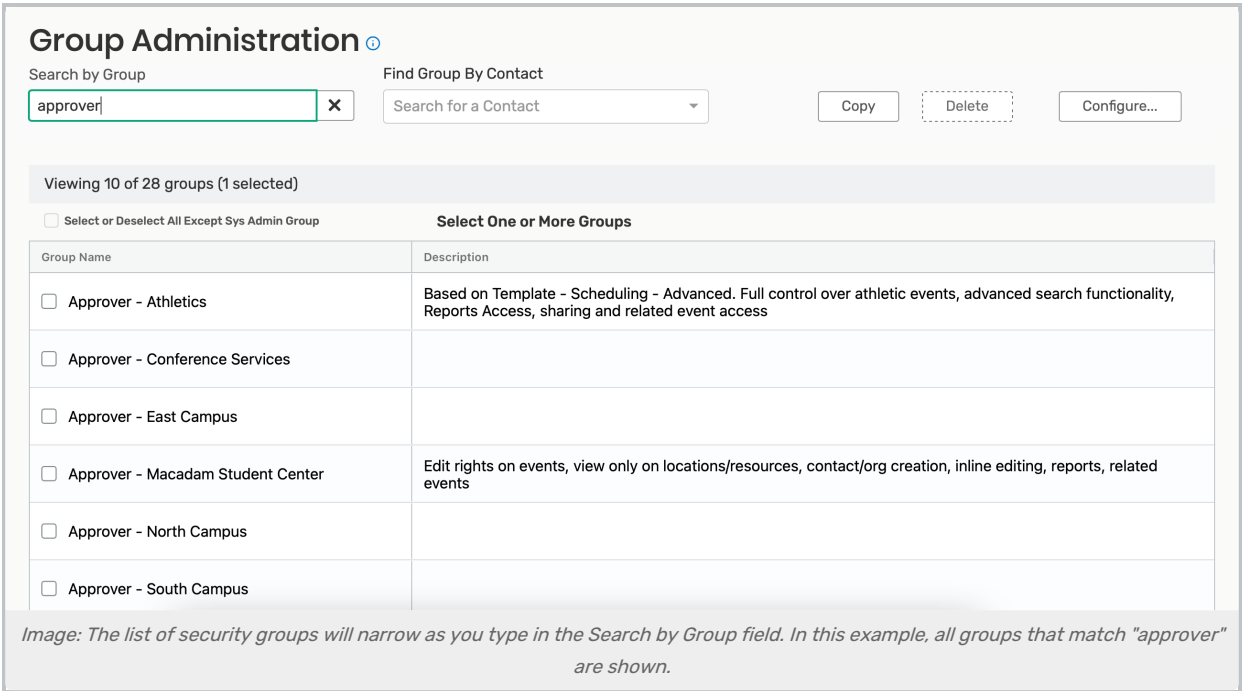 Group Administration
Search by Group
Find Group By Contact
approver
Search for a Contact
Copy
Delete
Configure...
Viewing 10 of 28 groups (1 selected)
Select or Deselect All Except Sys Admin Group
Select One or More Groups
Group Name
Description
Approver - Athletics
Based on Template - Scheduling - Advanced. Full control over athletic events, advanced search functionality,
Reports Access, sharing and related event access
Approver - Conference Services
Approver - East Campus
Approver - Macadam Student Center
Edit rights on events, view only on locations/resources, contact/org creation, inline editing, reports, related
events
Approver - North Campus
Approver - South Campus
Image: The list of security groups will narrow as you type in the Search by Group field. In this example, all groups that match "approver"
are shown.